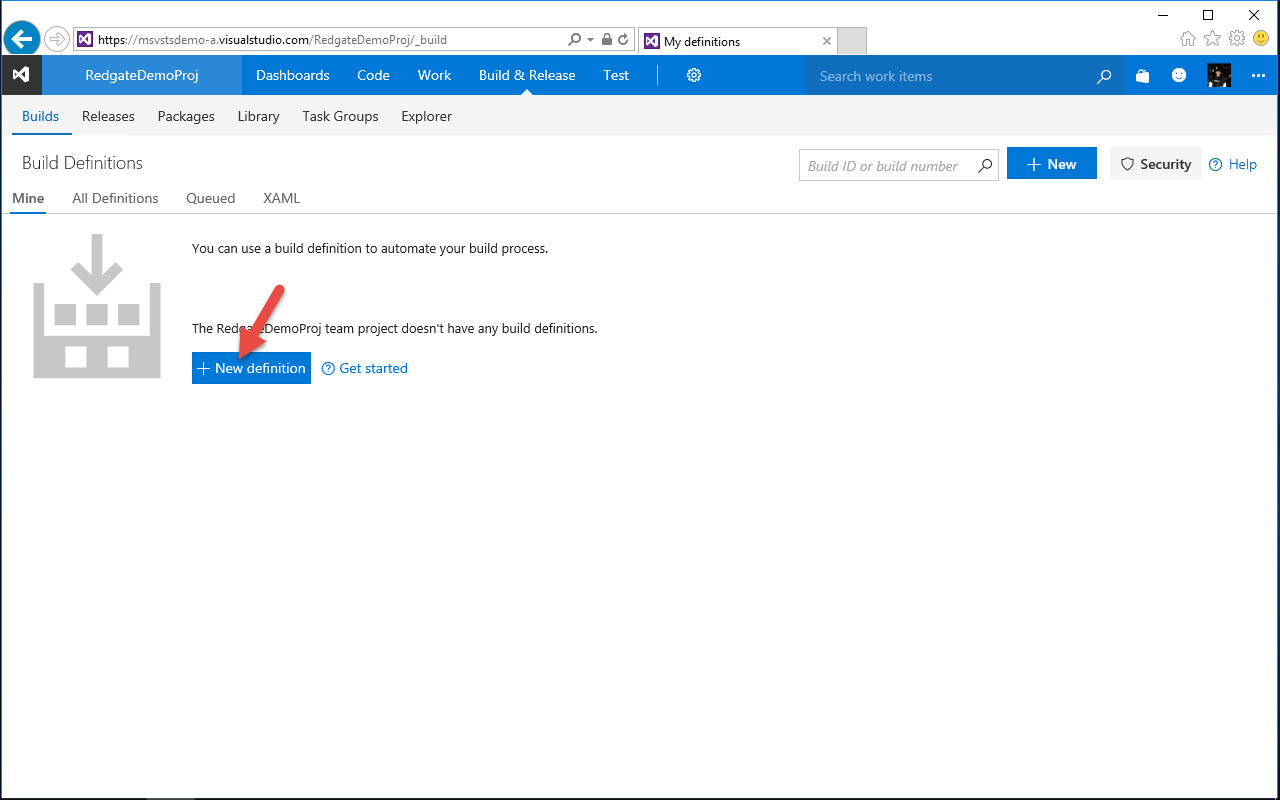 https://msvstsdemo-a.visualstudio.com/RedgateDemoProj/_build
My definitions
RedgateDemoProj Dashboards Code Work Build & Release Test Search work items
Builds Releases Packages Library Task Groups Explorer
Build Definitions Build ID or build number New Security Help
Mine All Definitions Queued XAML
You can use a build definition to automate your build process.
The RedgateDemoProj team project doesn't have any build definitions.
New definition Get started